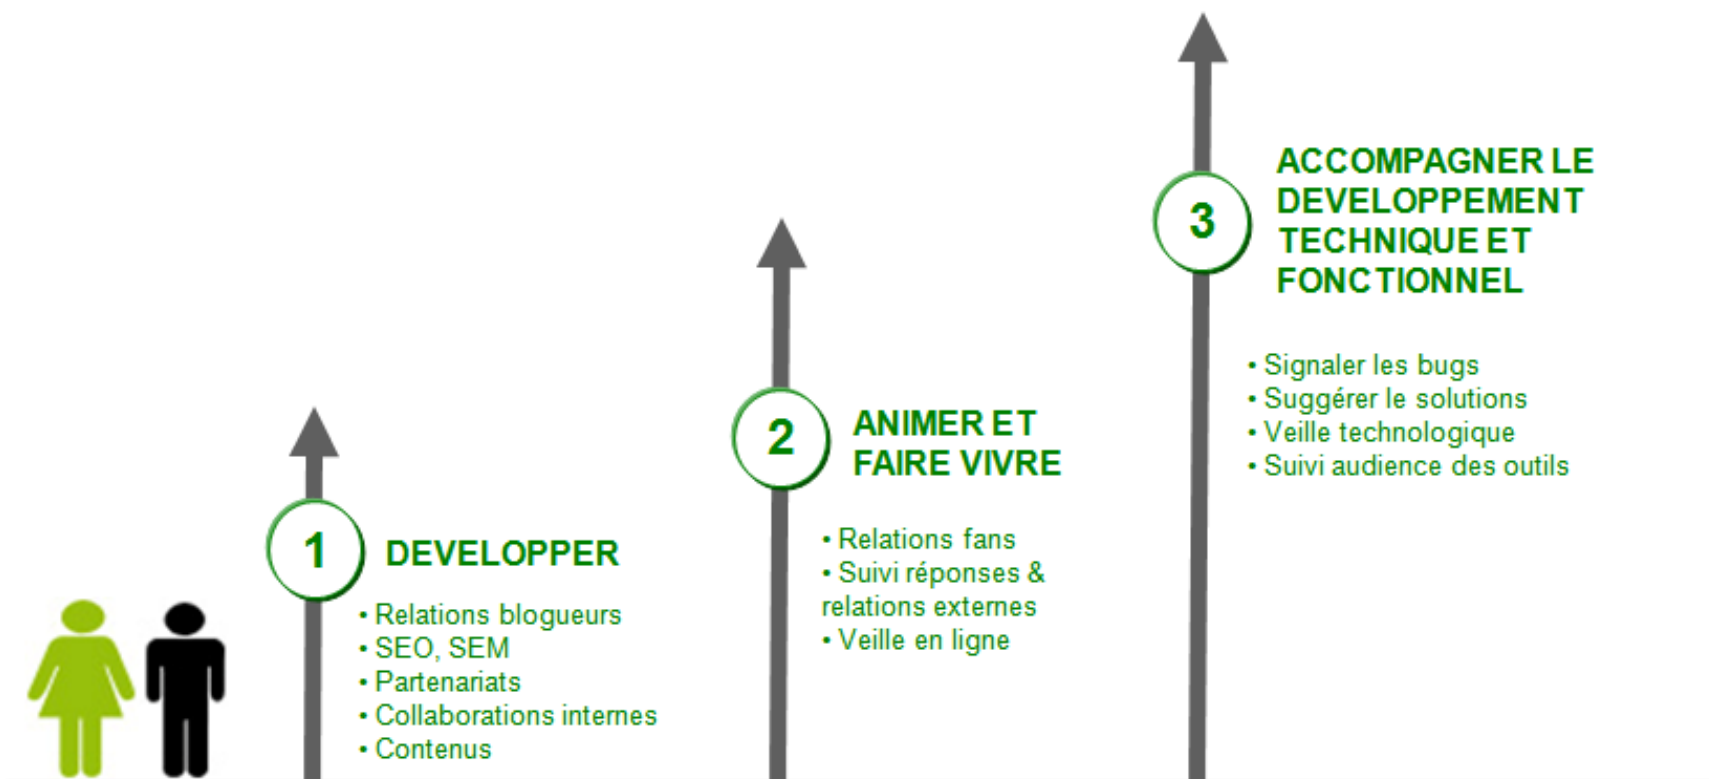 1
DEVELOPPER
• Relations blogueurs
• SEO, SEM
• Partenariats
• Collaborations internes
• Contenus
2
ANIMER ET
FAIRE VIVRE
• Relations fans
• Suivi réponses &
relations externes
• Veille en ligne
3
ACCOMPAGNER LE
DEVELOPPEMENT
TECHNIQUE ET
FONCTIONNEL
• Signaler les bugs
• Suggérer le solutions
• Veille technologique
• Suivi audience des outils